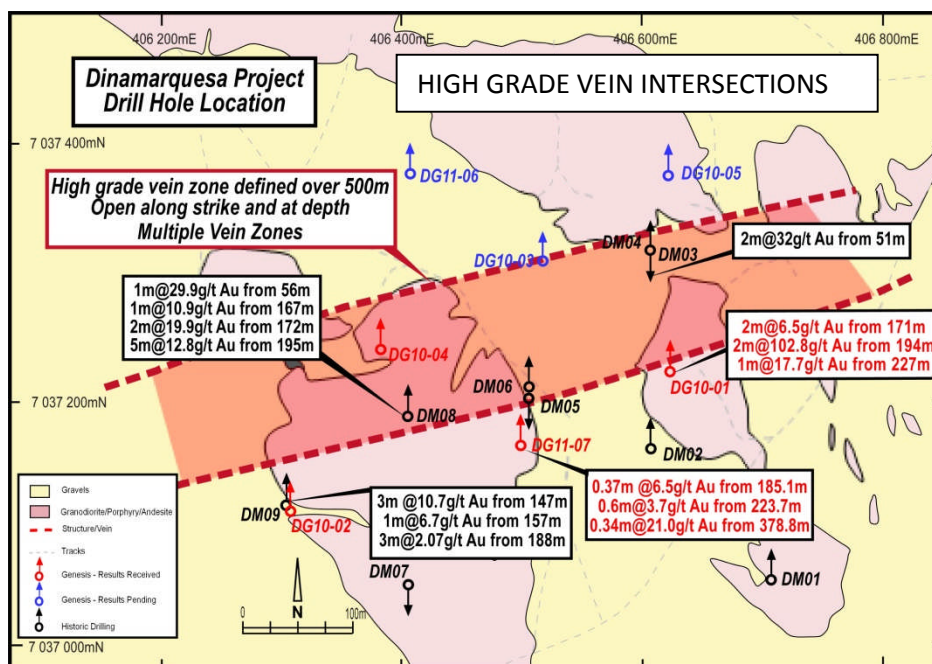 406 200mE
406 400mE
406 600mE
406 800mE
Dinamarquesa Project
Drill Hole Location
HIGH GRADE VEIN INTERSECTIONS
7 037 400mN
DG11-06
DG10-05
High grade vein zone defined over 500m
Open along strike and at depth
Multiple Vein Zones
DG10-03
DM04
DM03
2m@32g/t Au from 51m
1m@29.9g/t Au from 56m
1m@10.9g/t Au from 167m
2m@19.9g/t Au from 172m
5m@12.8g/t Au from 195m
DG10-04
DG10-01
2m@6.5g/t Au from 171m
2m@102.8g/t Au from 194m
1m@17.7g/t Au from 227m
7 037 200mN
DM06
DM05
DM08
DG11-07
DM02
Gravels
Granodiorite/Porphyry/Andesite
Structure/Vein
Tracks
Genesis - Results Received
Genesis - Results Pending
Historic Drilling
DM09
DG10-02
3m @10.7g/t Au from 147m
1m@6.7g/t Au from 157m
3m@2.07g/t Au from 188m
0.37m @6.5g/t Au from 185.1m
0.6m@3.7g/t Au from 223.7m
0.34m@21.0g/t Au from 378.8m
DM07
DM01
N
0
100m
7 037 000mN